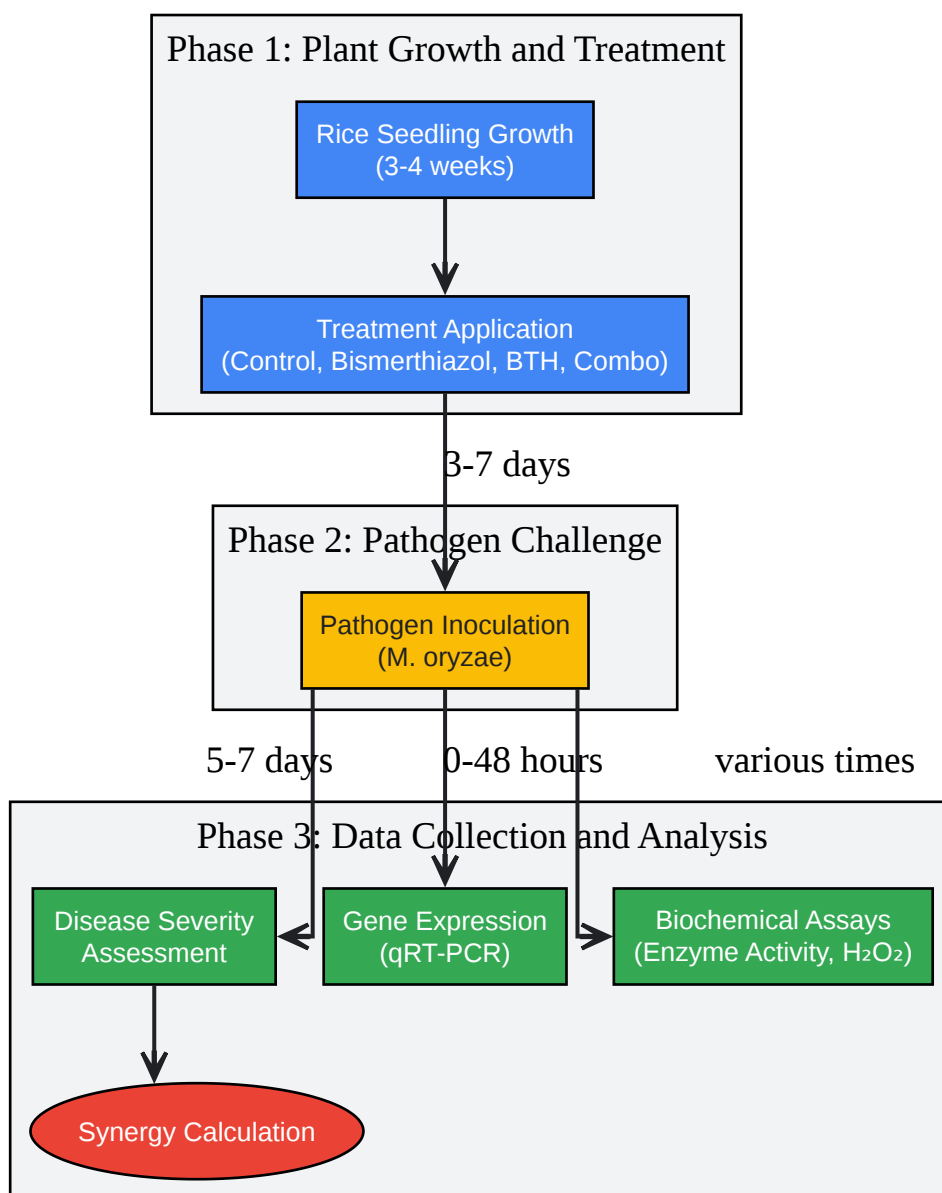 Phase 1: Plant Growth and Treatment
Rice Seedling Growth
(3-4 weeks)
Treatment Application
(Control, Bismerthiazol, BTH, Combo)
3-7 days
Phase 2: Pathogen Challenge
Pathogen Inoculation
(M. oryzae)
5-7 days
0-48 hours
various times
Phase 3: Data Collection and Analysis
Disease Severity
Assessment
Gene Expression
(qRT-PCR)
Biochemical Assays
(Enzyme Activity, H₂O₂)
Synergy Calculation